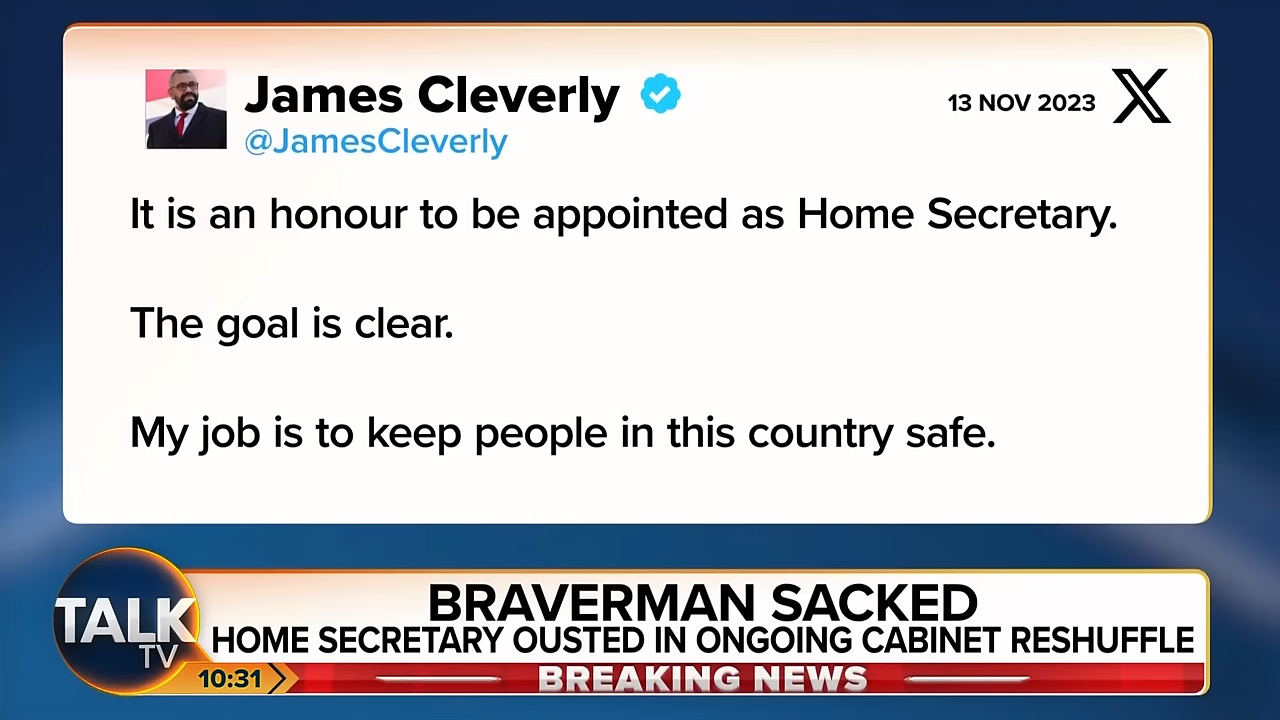 James Cleverly
13 NOV 2023
@JamesCleverly
It is an honour to be appointed as Home Secretary.
The goal is clear.
My job is to keep people in this country safe.
BRAVERMAN SACKED
HOME SECRETARY OUSTED IN ONGOING CABINET RESHUFFLE
TALK
TV
10:31
BREAKING NEWS